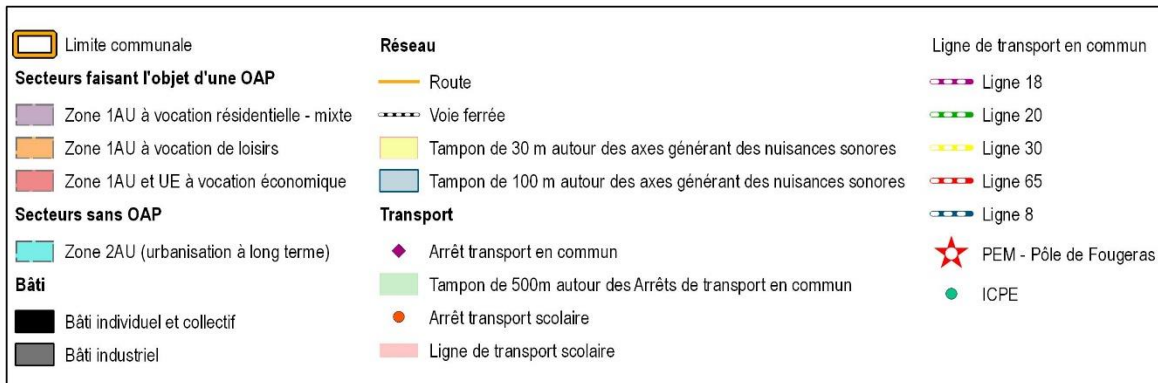 Limite communale
Secteurs faisant l'objet d'une OAP
Zone 1AU à vocation résidentielle - mixte
Zone 1AU à vocation de loisirs
Zone 1AU et UE à vocation économique
Secteurs sans OAP
Zone 2AU (urbanisation à long terme)
Bâti
Bâti individuel et collectif
Bâti industriel
Réseau
Route
Voie ferrée
Tampon de 30 m autour des axes générant des nuisances sonores
Tampon de 100 m autour des axes générant des nuisances sonores
Transport
Arrêt transport en commun
Tampon de 500m autour des Arrêts de transport en commun
Arrêt transport scolaire
Ligne de transport scolaire
Ligne de transport en commun
Ligne 18
Ligne 20
Ligne 30
Ligne 65
Ligne 8
PEM - Pôle de Fougeras
ICPE